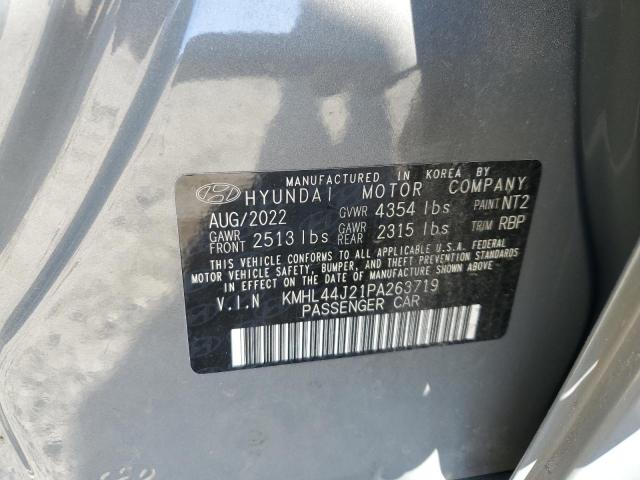 MANUFACTURED IN KOREA BY
HYUNDAI MOTOR COMPANY
AUG/2022 GVWR 4354 lbs PAINT NT2
GAWR FRONT 2513 lbs GAWR REAR 2315 lbs TRIM RBP
THIS VEHICLE CONFORMS TO ALL APPLICABLE U.S.A. FEDERAL
MOTOR VEHICLE SAFETY, BUMPER, AND THEFT PREVENTION STANDARDS
IN EFFECT ON THE DATE OF MANUFACTURE SHOWN ABOVE.
V.I.N KMHL44J21PA263719
PASSENGER CAR